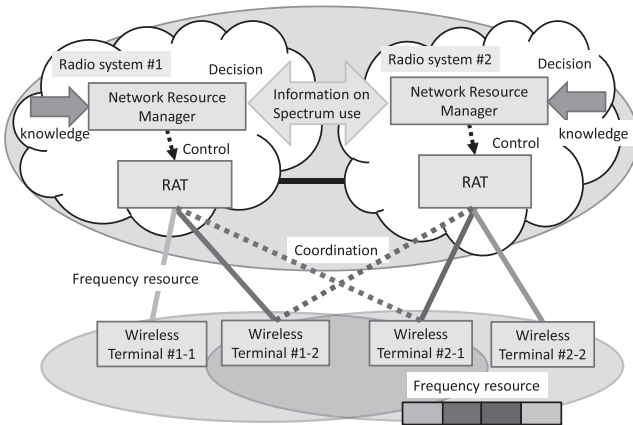 Radio system #1
Decision
Network Resource
Manager
knowledge
Control
RAT
Information on
Spectrum use
Radio system #2
Decision
Network Resource
Manager
knowledge
Control
RAT
Coordination
Frequency resource
Wireless
Terminal #1-1
Wireless
Terminal #1-2
Wireless
Terminal #2-1
Wireless
Terminal #2-2
Frequency resource